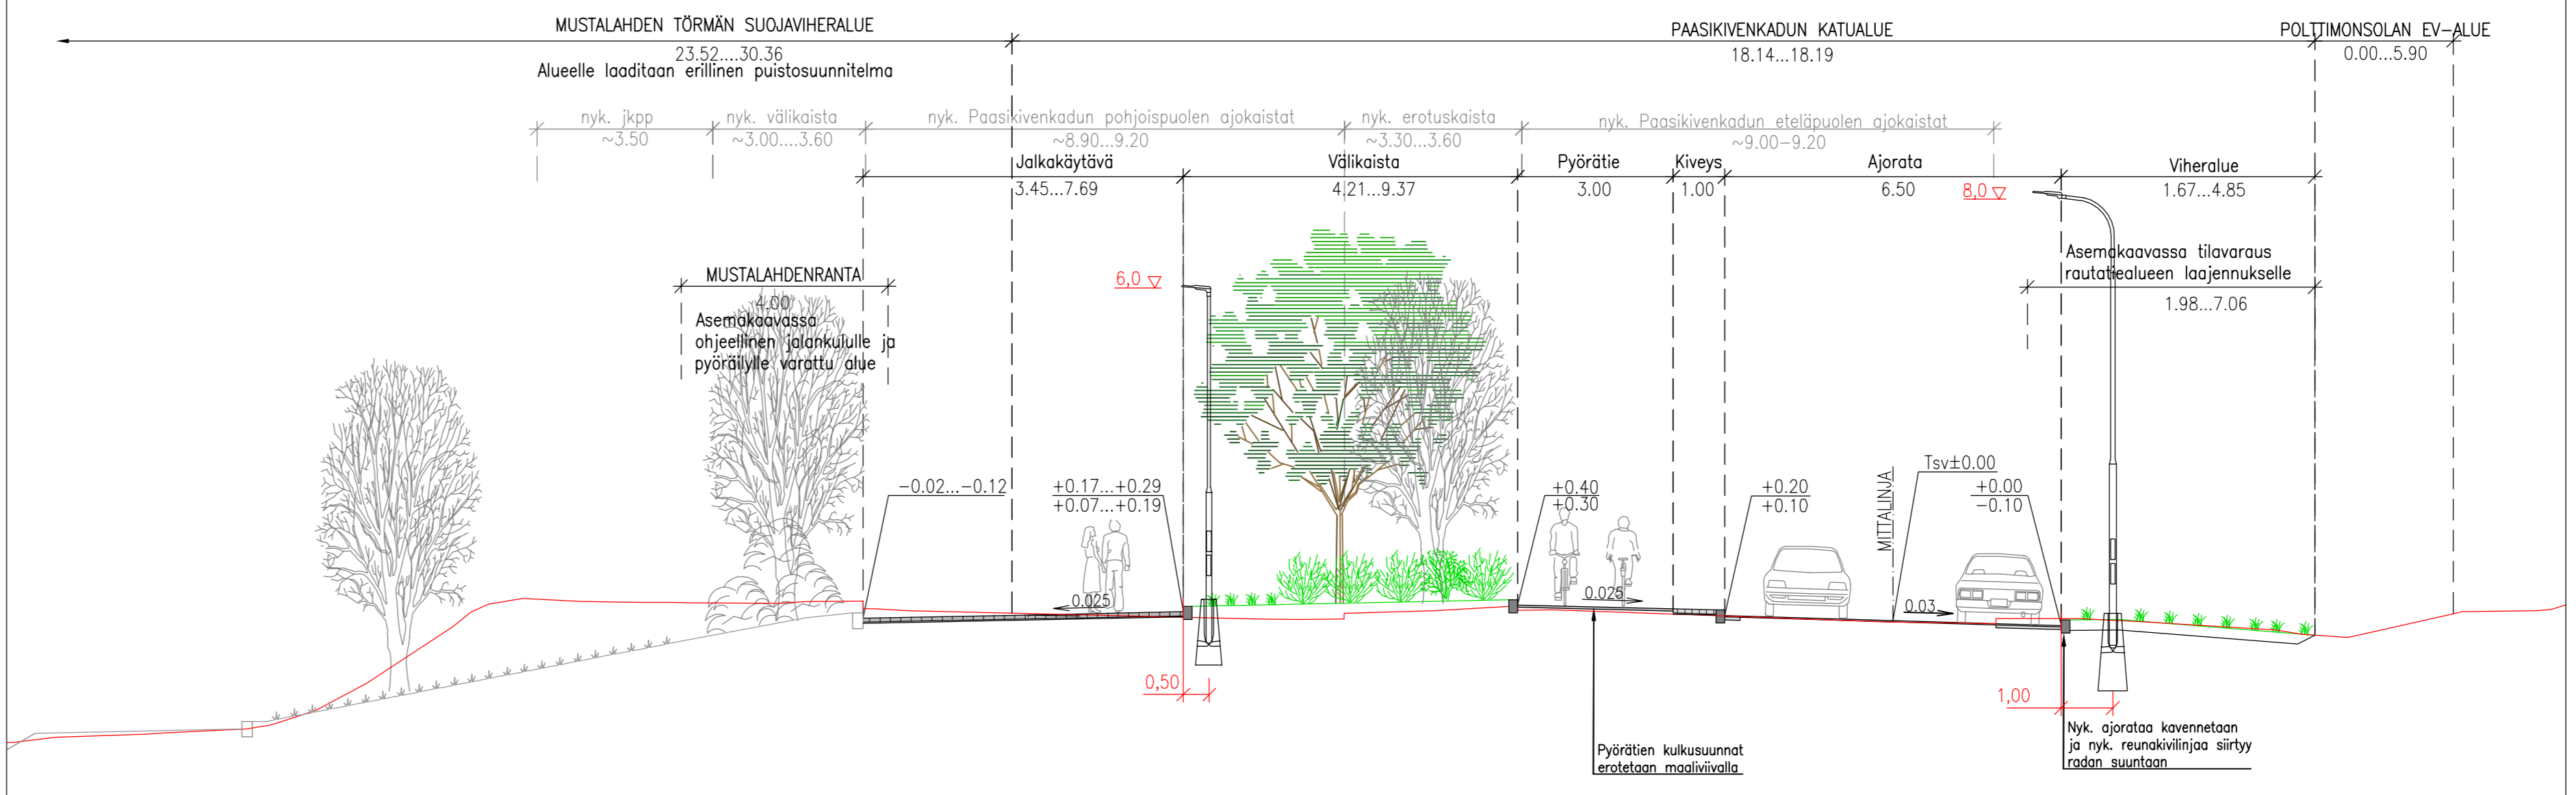 MUSTALAHDEN TÖRMÄN SUOJAVIHERALUE
23.52...30.36
Alueelle laaditaan erillinen puistosuunnitelma
PAASIKIVENKADUN KATUALUE
18.14...18.19
POLTTIMONSOLAN EV-ALUE
0.00...5.90
nyk. jkpp
~3.50
nyk. välikaista
~3.00....3.60
nyk. Paasikivenkadun pohjoispuolen ajokaistat
~8.90...9.20
nyk. erotuskaista
~3.30...3.60
nyk. Paasikivenkadun eteläpuolen ajokaistat
~9.00-9.20
Jalkakäytävä
3.45...7.69
Välikaista
4.21...9.37
Pyörätie
3.00
Kiveys
1.00
Ajorata
6.50
Viheralue
1.67...4.85
8,0
6,0
MUSTALAHDENRANTA
4.00
Asemakaavassa
ohjeellinen jalankululle ja
pyöräilylle varattu alue
Asemakaavassa tilavaraus
rautatiealueen laajennukselle
1.98...7.06
-0.02...-0.12
+0.17...+0.29
+0.07...+0.19
+0.40
+0.30
+0.20
+0.10
MITTALINJA
Tsv±0.00
+0.00
-0.10
0.025
0.025
0.03
0,50
1,00
Pyörätien kulkusuunnat
erotetaan maaliviivalla
Nyk. ajorataa kavennetaan
ja nyk. reunakivilinjaa siirtyy
radan suuntaan